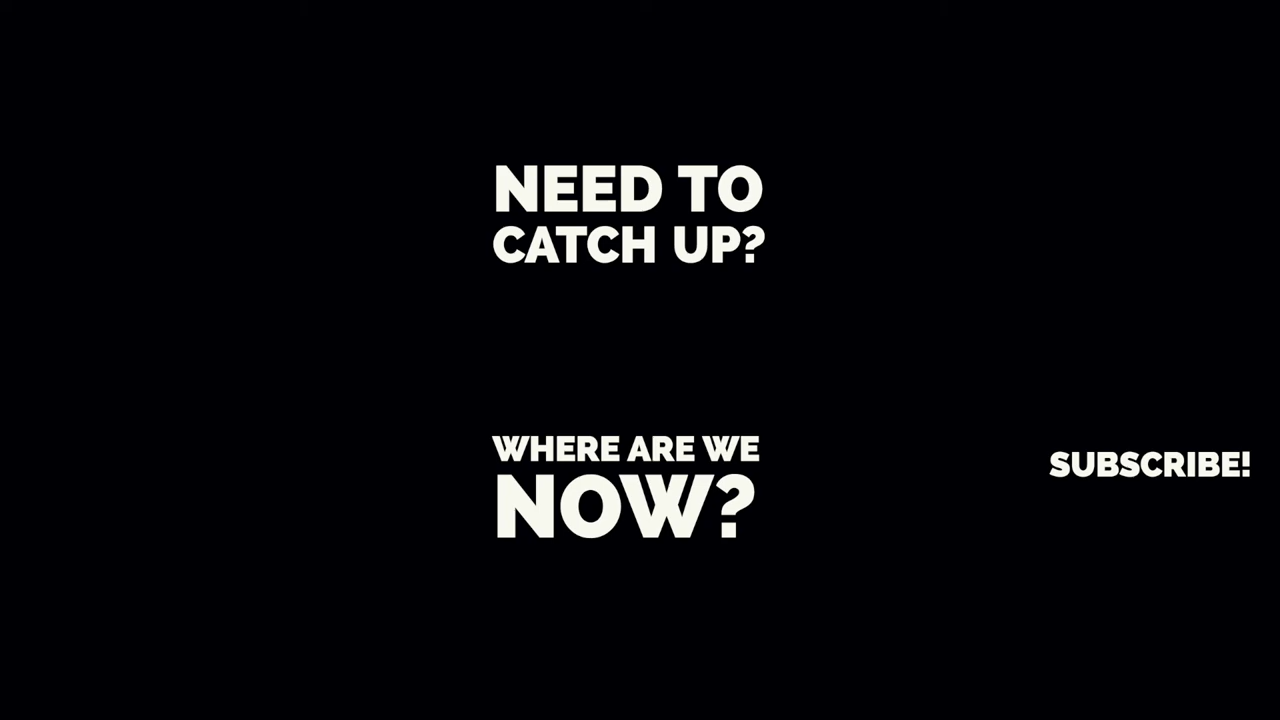 NEED TO
CATCH UP?
WHERE ARE WE
NOW?
SUBSCRIBE!